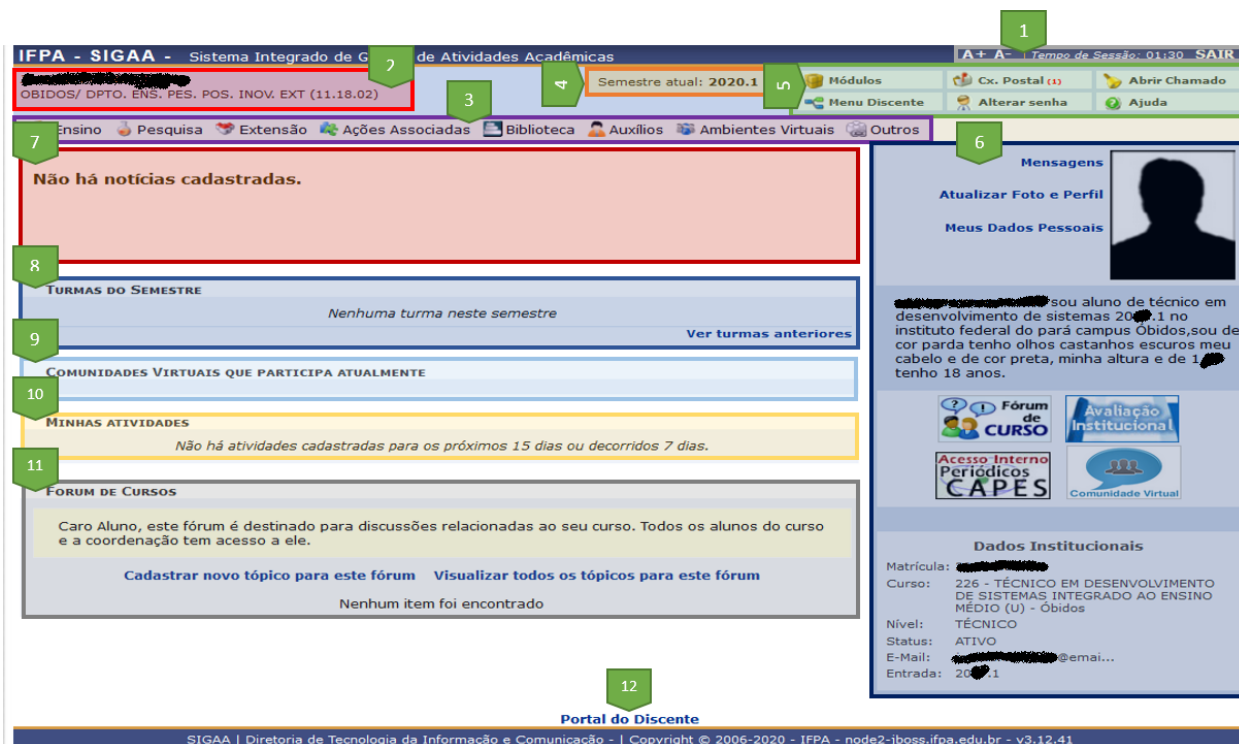 1
IFPA - SIGAA - Sistema Integrado de G de Atividades Acadêmicas
A+ A- | Tempo de Sessão: 01:30 SAIR
2
OBIDOS/ DPTO. ENS. PES. POS. INOV. EXT (11.18.02)
4
Semestre atual: 2020.1
5
Módulos
Cx. Postal (1)
Abrir Chamado
Menu Discente
Alterar senha
Ajuda
3
Ensino Pesquisa Extensão Ações Associadas Biblioteca Auxílios Ambientes Virtuais Outros
7
Não há notícias cadastradas.
8
TURMAS DO SEMESTRE
Nenhuma turma neste semestre
Ver turmas anteriores
9
COMUNIDADES VIRTUAIS QUE PARTICIPA ATUALMENTE
10
MINHAS ATIVIDADES
Não há atividades cadastradas para os próximos 15 dias ou decorridos 7 dias.
11
FORUM DE CURSOS
Caro Aluno, este fórum é destinado para discussões relacionadas ao seu curso. Todos os alunos do curso
e a coordenação tem acesso a ele.
Cadastrar novo tópico para este fórum Visualizar todos os tópicos para este fórum
Nenhum item foi encontrado
6
Mensagens
Atualizar Foto e Perfil
Meus Dados Pessoais
sou aluno de técnico em
desenvolvimento de sistemas 20 .1 no
instituto federal do pará campus Óbidos,sou de
cor parda tenho olhos castanhos escuros meu
cabelo e de cor preta, minha altura e de 1
tenho 18 anos.
? ! Fórum
de
CURSO
Avaliação
Institucional
Acesso Interno
Periódicos
CAPES
Comunidade Virtual
Dados Institucionais
Matrícula:
Curso: 226 - TÉCNICO EM DESENVOLVIMENTO
DE SISTEMAS INTEGRADO AO ENSINO
MÉDIO (U) - Óbidos
Nível: TÉCNICO
Status: ATIVO
E-Mail: @emai...
Entrada: 20 .1
12
Portal do Discente
SIGAA | Diretoria de Tecnologia da Informação e Comunicação - | Copyright © 2006-2020 - IFPA - node2-jboss.ifpa.edu.br - v3.12.41